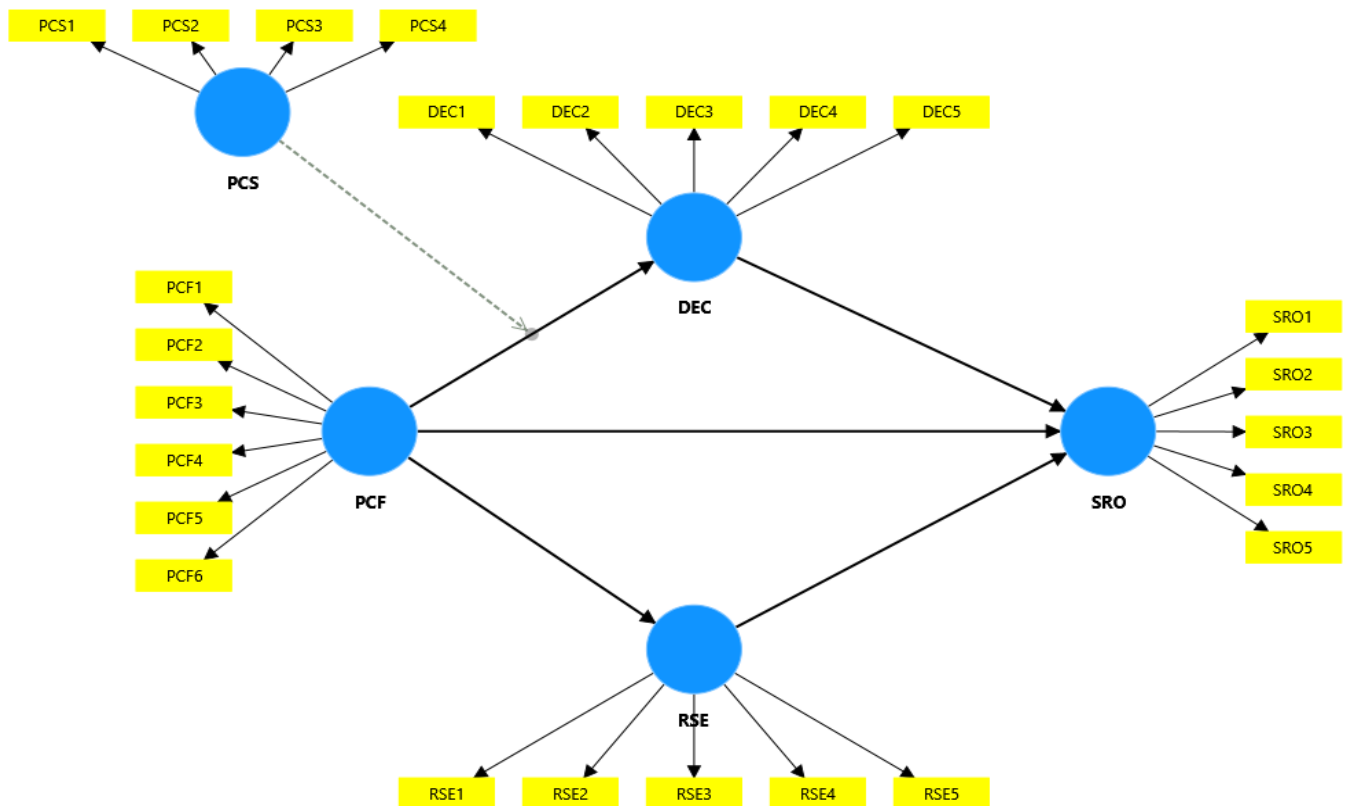 PCS1
PCS2
PCS3
PCS4
PCS
DEC1
DEC2
DEC3
DEC4
DEC5
DEC
PCF1
PCF2
PCF3
PCF4
PCF5
PCF6
PCF
SRO1
SRO2
SRO3
SRO4
SRO5
SRO
RSE
RSE1
RSE2
RSE3
RSE4
RSE5